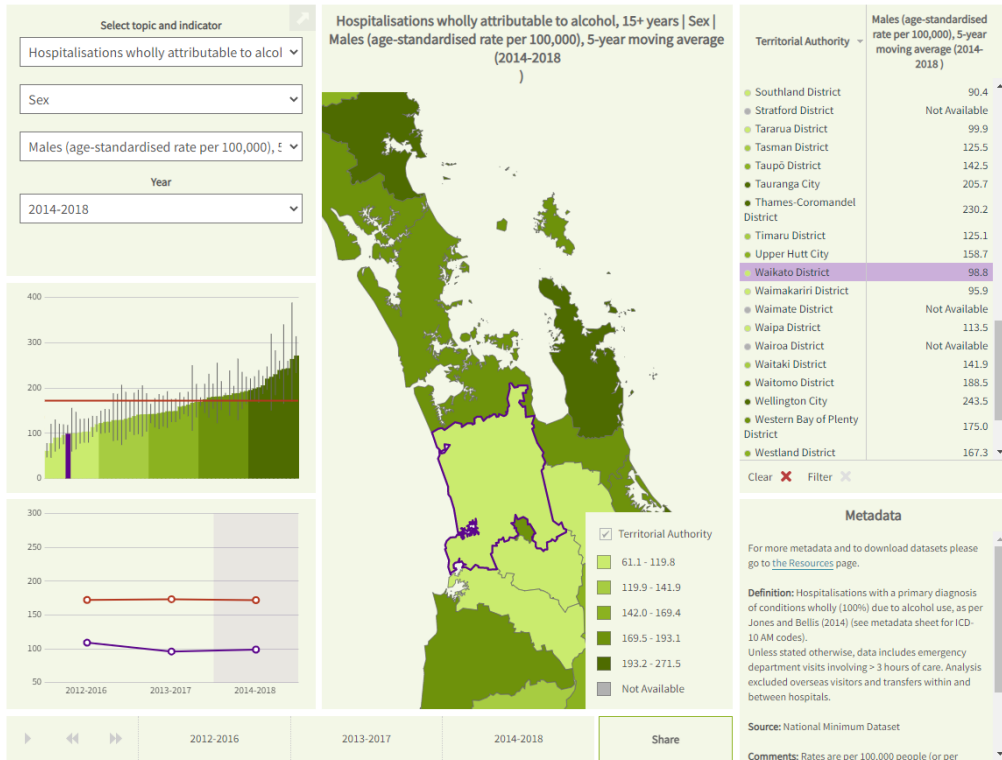 Select topic and indicator
Hospitalisations wholly attributable to alcol
Sex
Males (age-standardised rate per 100,000), 5
Year
2014-2018
400
300
200
100
0
300
250
200
150
100
50
2012-2016
2013-2017
2014-2018
Hospitalisations wholly attributable to alcohol, 15+ years | Sex |
Males (age-standardised rate per 100,000), 5-year moving average
(2014-2018
)
Territorial Authority
61.1 - 119.8
119.9 - 141.9
142.0 - 169.4
169.5 - 193.1
193.2 - 271.5
Not Available
2012-2016
2013-2017
2014-2018
Share
Territorial Authority
Males (age-standardised
rate per 100,000), 5-year
moving average (2014-
2018 )
Southland District 90.4
Stratford District Not Available
Tararua District 99.9
Tasman District 125.5
Taupō District 142.5
Tauranga City 205.7
Thames-Coromandel
District 230.2
Timaru District 125.1
Upper Hutt City 158.7
Waikato District 98.8
Waimakariri District 95.9
Waimate District Not Available
Waipa District 113.5
Wairoa District Not Available
Waitaki District 141.9
Waitomo District 188.5
Wellington City 243.5
Western Bay of Plenty
District 175.0
Westland District 167.3
Clear
Filter
Metadata
For more metadata and to download datasets please
go to the Resources page.
Definition: Hospitalisations with a primary diagnosis
of conditions wholly (100%) due to alcohol use, as per
Jones and Bellis (2014) (see metadata sheet for ICD-
10 AM codes).
Unless stated otherwise, data includes emergency
department visits involving > 3 hours of care. Analysis
excluded overseas visitors and transfers within and
between hospitals.
Source: National Minimum Dataset
Comments: Rates are per 100,000 people (or per